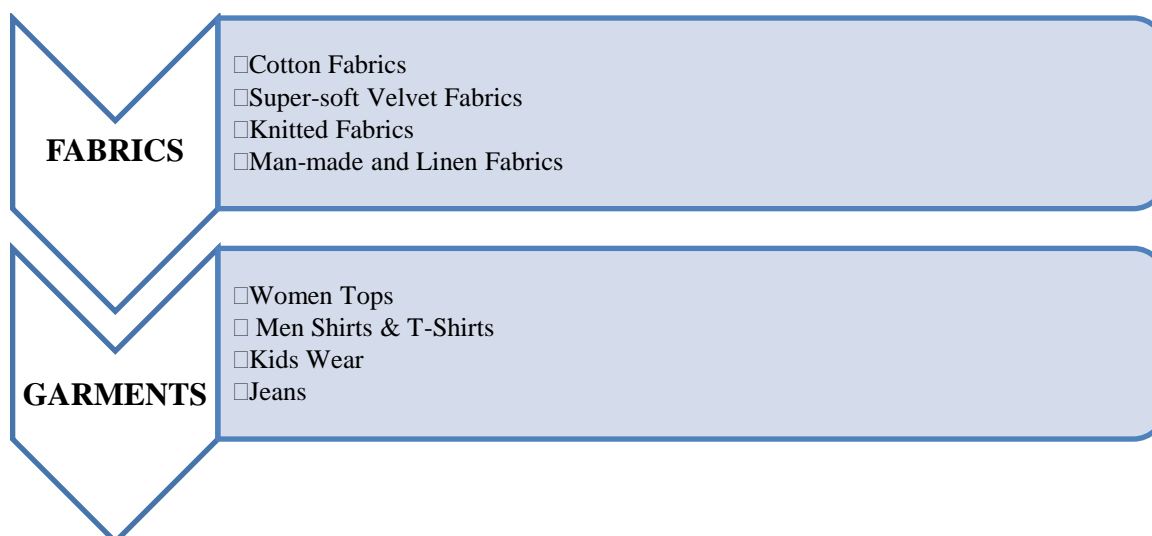 FABRICS
□Cotton Fabrics
□Super-soft Velvet Fabrics
□Knitted Fabrics
□Man-made and Linen Fabrics
GARMENTS
□Women Tops
□ Men Shirts & T-Shirts
□Kids Wear
□Jeans